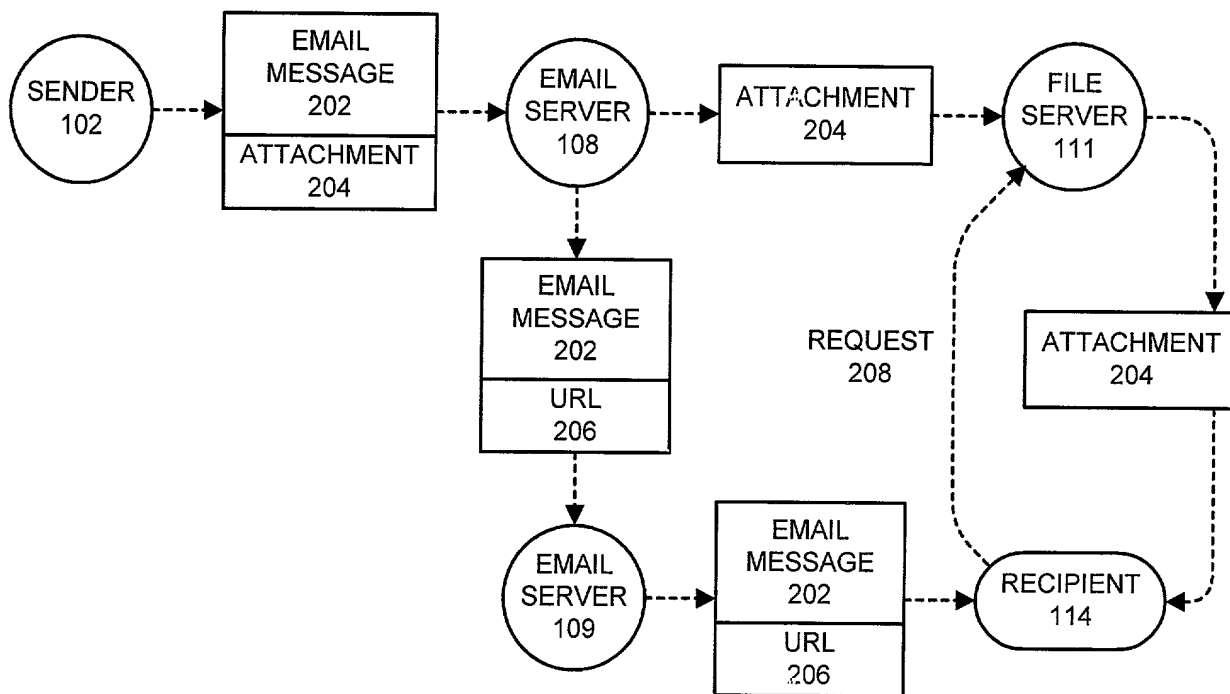 SENDER
102
EMAIL
MESSAGE
202
ATTACHMENT
204
EMAIL
SERVER
108
ATTACHMENT
204
FILE
SERVER
111
EMAIL
MESSAGE
202
URL
206
REQUEST
208
ATTACHMENT
204
EMAIL
SERVER
109
EMAIL
MESSAGE
202
URL
206
RECIPIENT
114